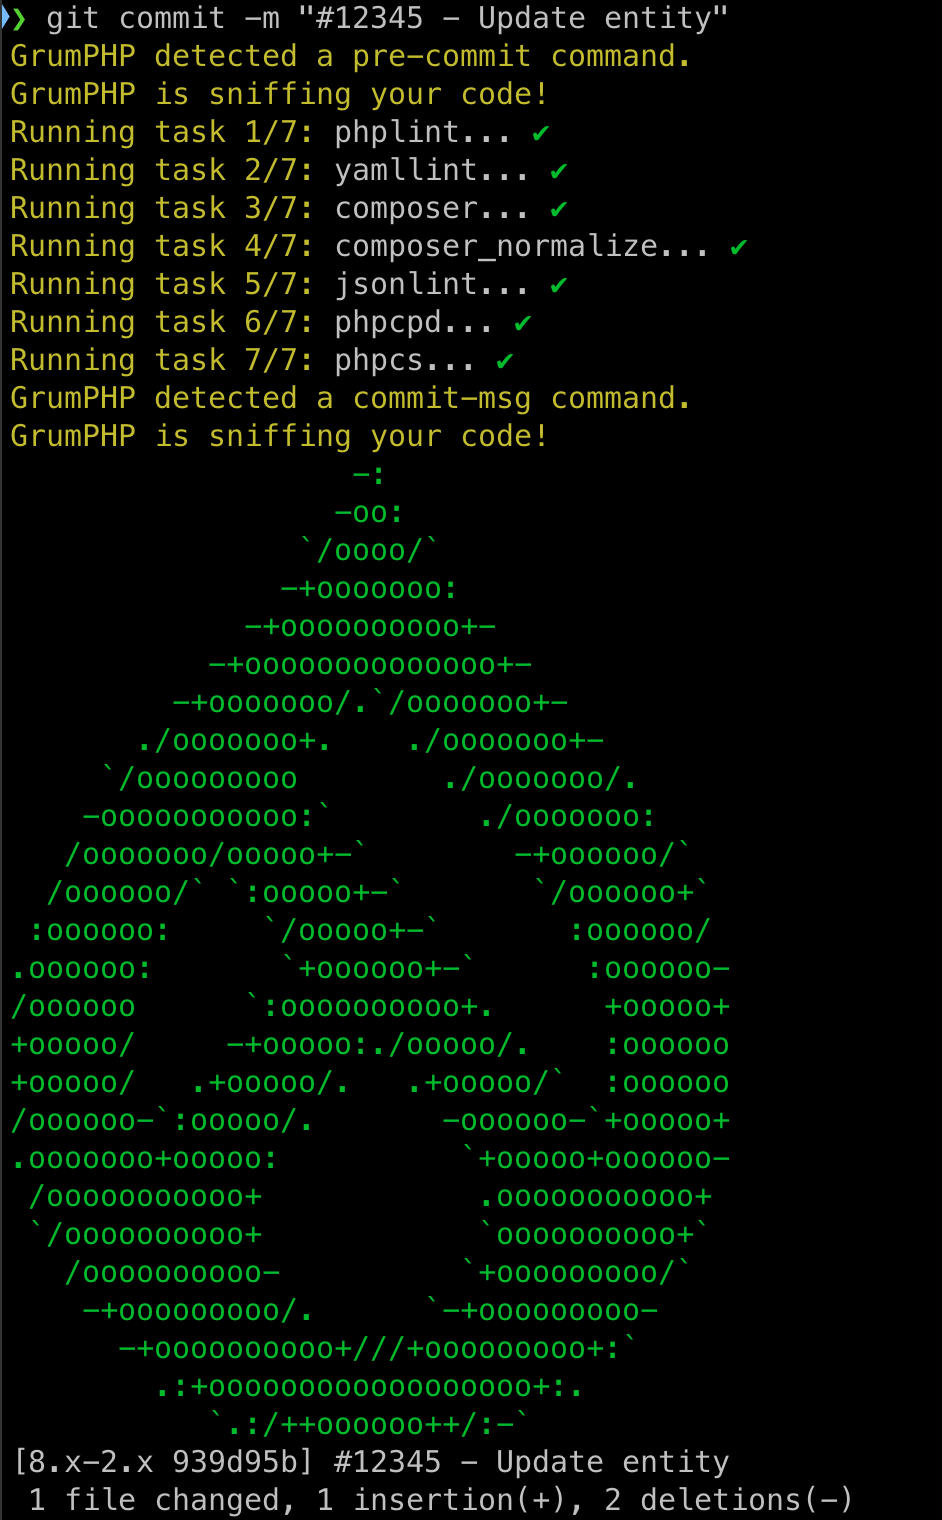 ❯ git commit -m "#12345 - Update entity"
GrumPHP detected a pre-commit command.
GrumPHP is sniffing your code!
Running task 1/7: phplint... ✔
Running task 2/7: yamllint... ✔
Running task 3/7: composer... ✔
Running task 4/7: composer_normalize... ✔
Running task 5/7: jsonlint... ✔
Running task 6/7: phpcpd... ✔
Running task 7/7: phpcs... ✔
GrumPHP detected a commit-msg command.
GrumPHP is sniffing your code!
                   -:
                  -oo:
                `/oooo/`
               -+ooooooo:
             -+oooooooooo+-
           -+oooooooooooooo+-
         -+ooooooo/.`/ooooooo+-
       ./ooooooo+.    ./ooooooo+-
     `/ooooooooo        ./ooooooo/.
    -ooooooooooo:`        ./ooooooo:
   /ooooooo/ooooo+-`        -+oooooo/`
  /oooooo/` `:ooooo+-`       `/oooooo+`
 :oooooo:     `/ooooo+-`       :oooooo/
.oooooo:       `+oooooo+-`      :oooooo-
/oooooo      `:oooooooooo+.      +ooooo+
+ooooo/     -+ooooo:./ooooo/.    :oooooo
+ooooo/   .+ooooo/.   .+ooooo/`  :oooooo
/oooooo-`:ooooo/.       -oooooo-`+ooooo+
.ooooooo+ooooo:          `+ooooo+oooooo-
 /ooooooooooo+            .ooooooooooo+
 `/oooooooooo+            `oooooooooo+`
   /oooooooooo-          `+ooooooooo/`
    -+ooooooooo/.      `-+ooooooooo-
      -+oooooooooo+///+ooooooooo+:`
        .:+oooooooooooooooooo+:.
           `.:/++oooooo++/:-`
[8.x-2.x 939d95b] #12345 - Update entity
 1 file changed, 1 insertion(+), 2 deletions(-)